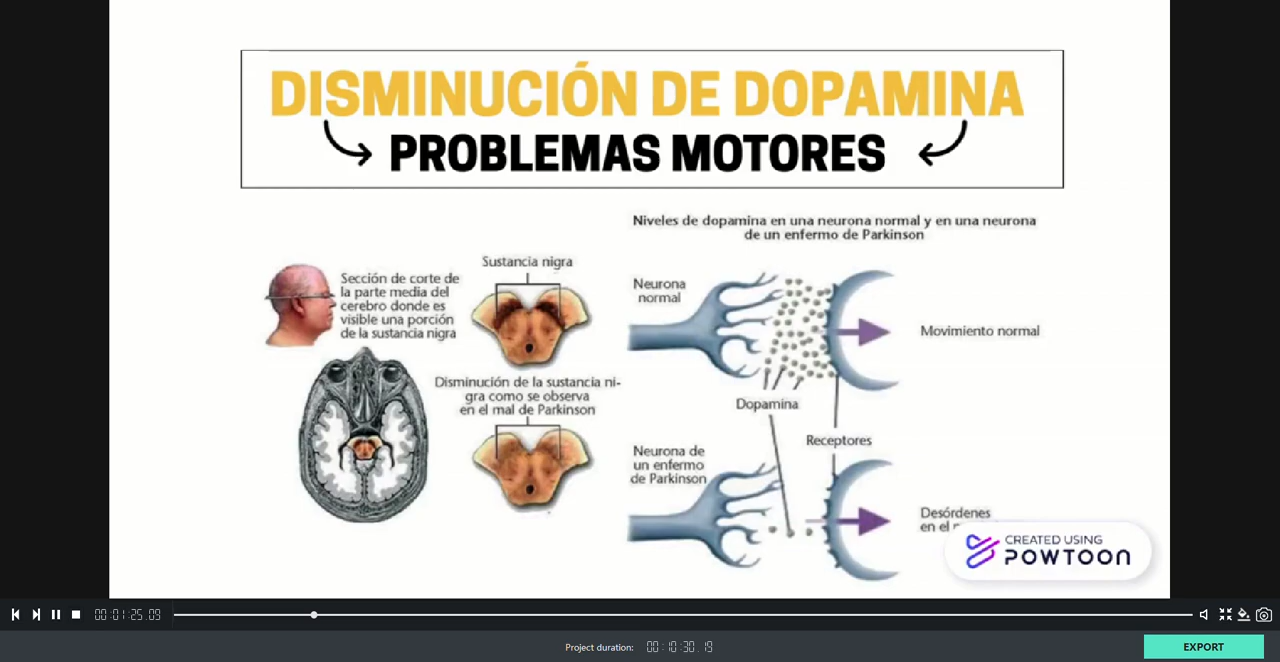 DISMINUCIÓN DE DOPAMINA
PROBLEMAS MOTORES
Niveles de dopamina en una neurona normal y en una neurona
de un enfermo de Parkinson
Sección de corte de
la parte media del
cerebro donde es
visible una porción
de la sustancia nigra
Sustancia nigra
Disminución de la sustancia ni-
gra como se observa
en el mal de Parkinson
Neurona
normal
Movimiento normal
Dopamina
Receptores
Neurona de
un enfermo
de Parkinson
Desórdenes
en el
CREATED USING
POWTOON
00:01:25.09
Project duration:
00:10:30.19
EXPORT